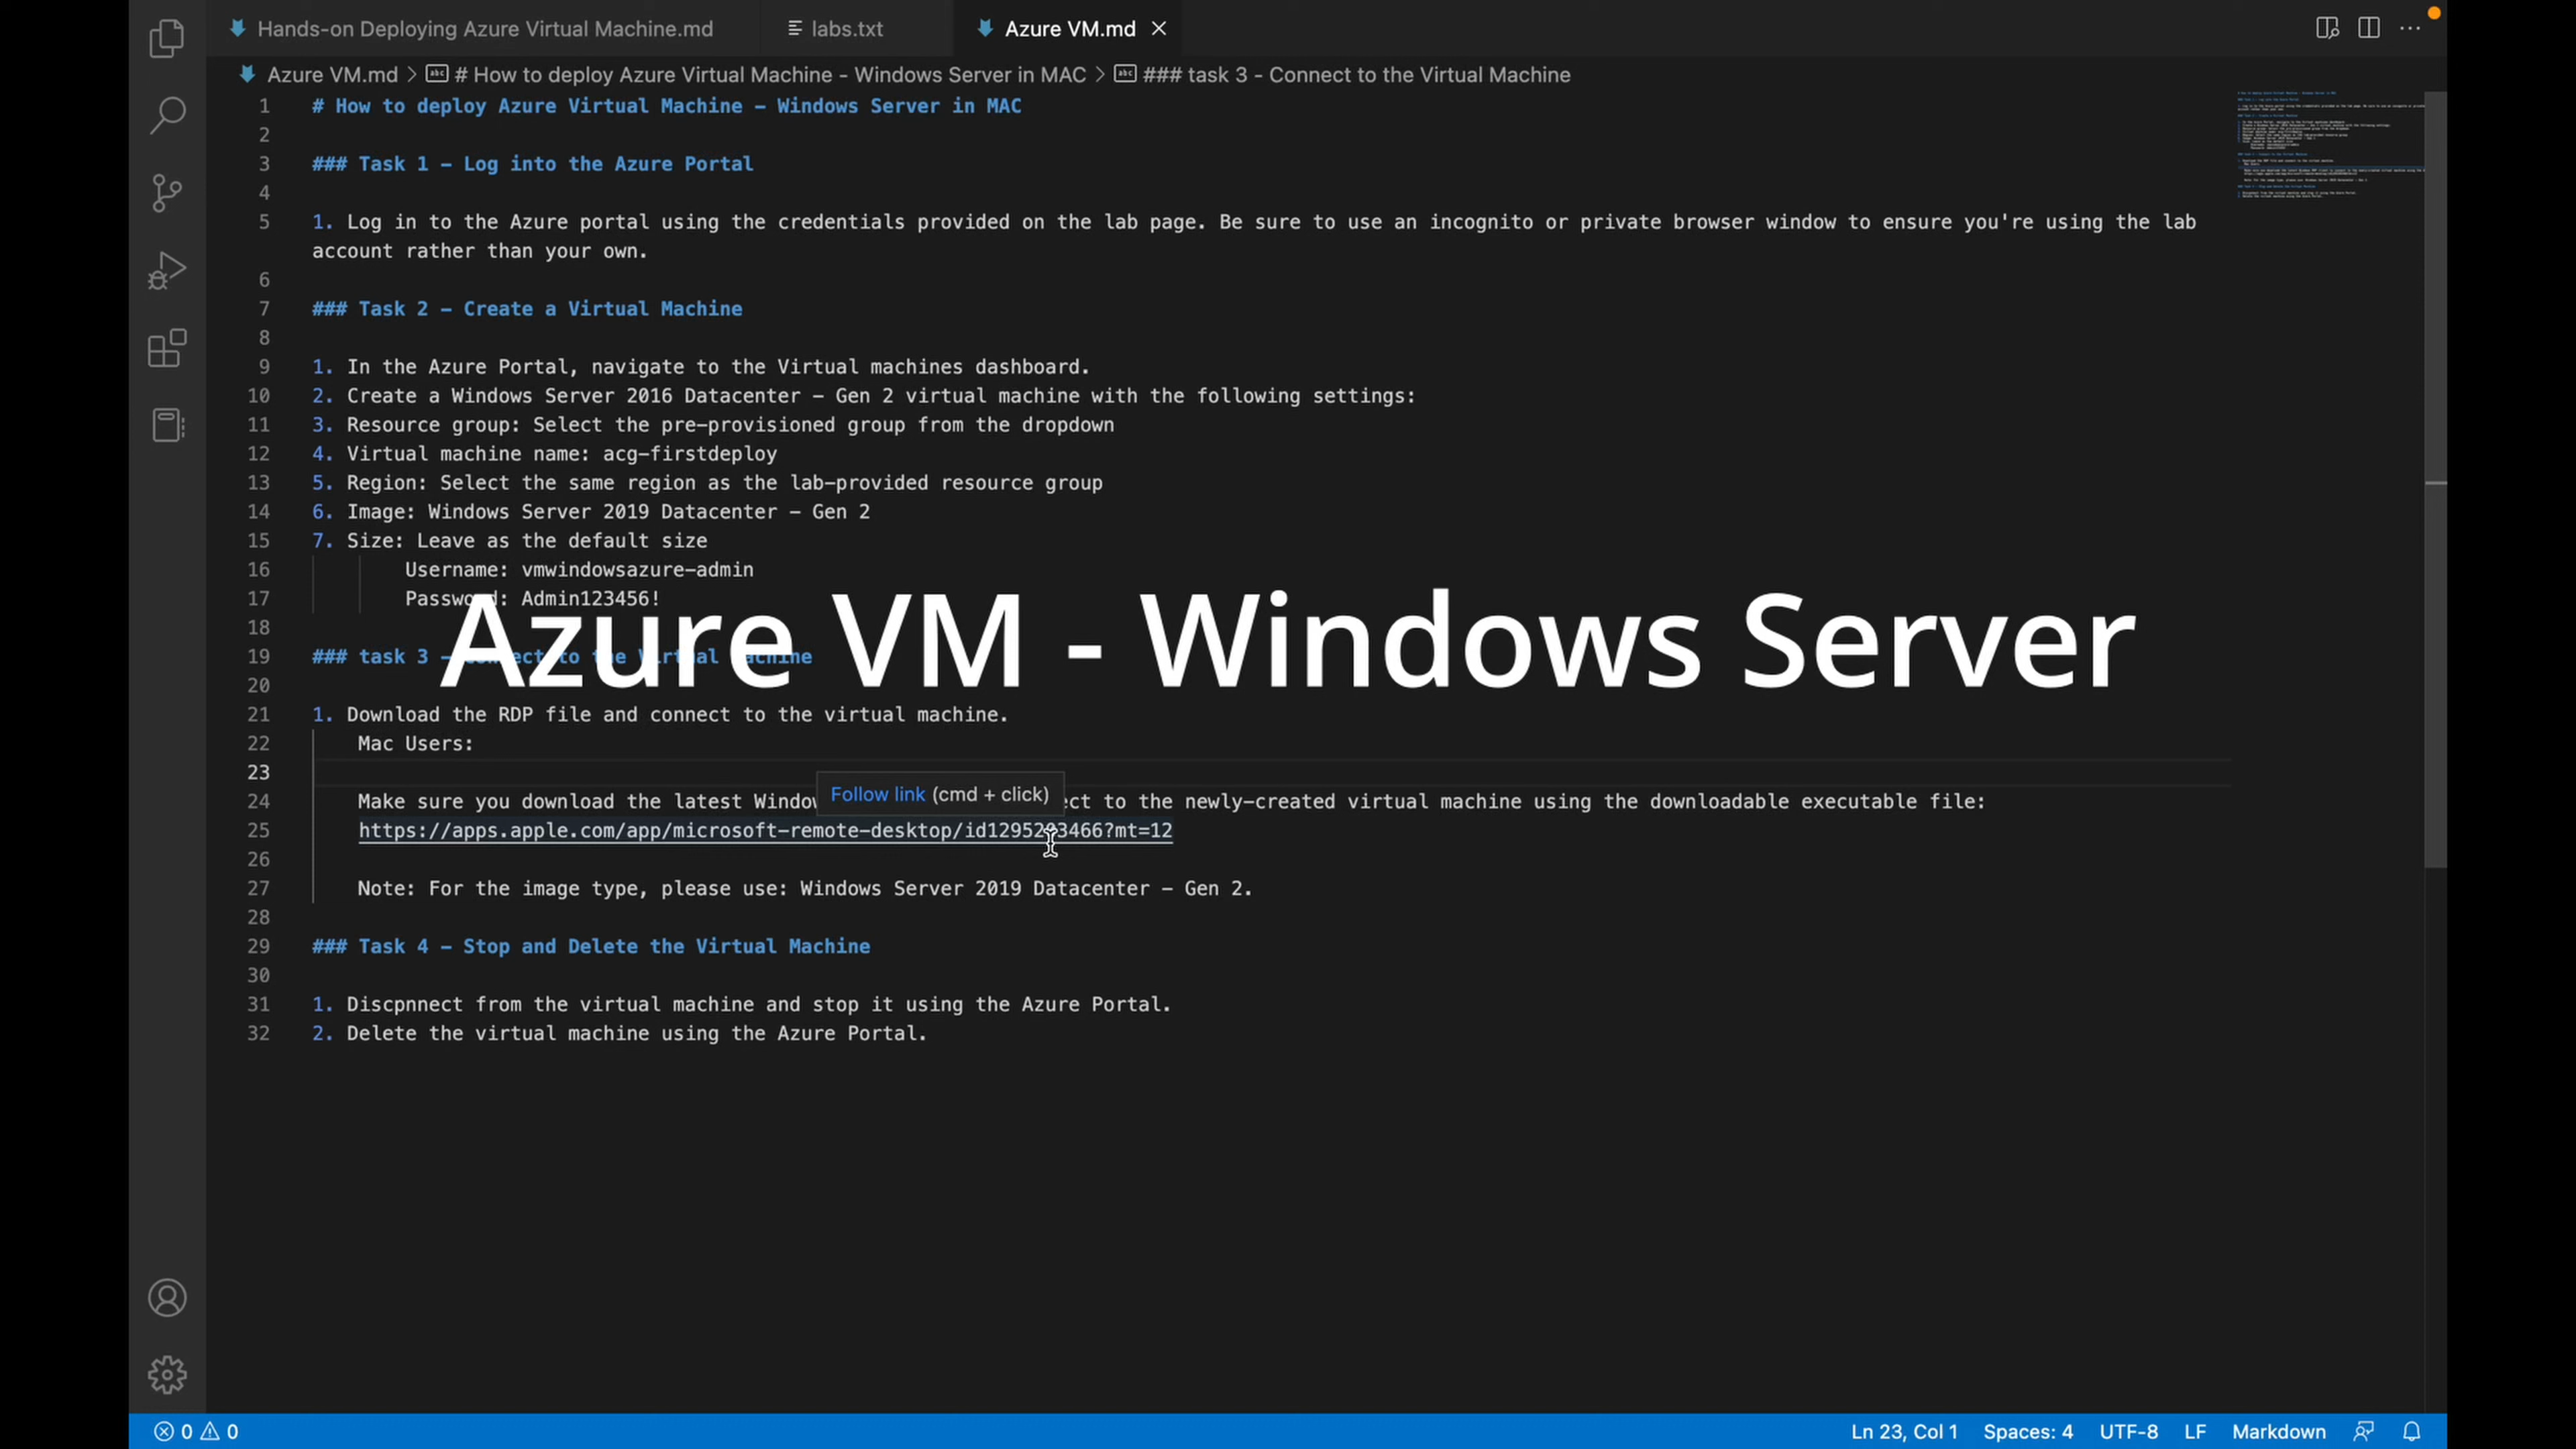 Hands-on Deploying Azure Virtual Machine.md
labs.txt
Azure VM.md
Azure VM.md > # How to deploy Azure Virtual Machine - Windows Server in MAC > ### task 3 - Connect to the Virtual Machine
1 # How to deploy Azure Virtual Machine - Windows Server in MAC
2
3 ### Task 1 - Log into the Azure Portal
4
5 1. Log in to the Azure portal using the credentials provided on the lab page. Be sure to use an incognito or private browser window to ensure you're using the lab
account rather than your own.
6
7 ### Task 2 - Create a Virtual Machine
8
9 1. In the Azure Portal, navigate to the Virtual machines dashboard.
10 2. Create a Windows Server 2016 Datacenter - Gen 2 virtual machine with the following settings:
11 3. Resource group: Select the pre-provisioned group from the dropdown
12 4. Virtual machine name: acg-firstdeploy
13 5. Region: Select the same region as the lab-provided resource group
14 6. Image: Windows Server 2019 Datacenter - Gen 2
15 7. Size: Leave as the default size
16 Username: vmwindowsazure-admin
17 Password: Admin123456!
18
Azure VM - Windows Server
19 ### task 3 - Connect to the Virtual Machine
20
21 1. Download the RDP file and connect to the virtual machine.
22 Mac Users:
23
Follow link (cmd + click)
24 Make sure you download the latest to the newly-created virtual machine using the downloadable executable file:
25 https://apps.apple.com/app/microsoft-remote-desktop/id1295203466?mt=12
26
27 Note: For the image type, please use: Windows Server 2019 Datacenter - Gen 2.
28
29 ### Task 4 - Stop and Delete the Virtual Machine
30
31 1. Discpnnect from the virtual machine and stop it using the Azure Portal.
32 2. Delete the virtual machine using the Azure Portal.
0 0
Ln 23, Col 1 Spaces: 4 UTF-8 LF Markdown